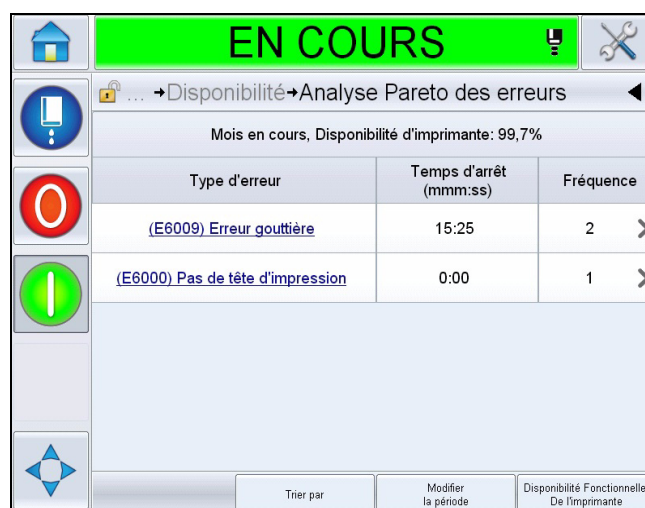 EN COURS
... →Disponibilité→Analyse Pareto des erreurs
Mois en cours, Disponibilité d'imprimante: 99,7%
Type d'erreur
Temps d'arrêt
(mmm:ss)
Fréquence
(E6009) Erreur gouttière 15:25 2
(E6000) Pas de tête d'impression 0:00 1
Trier par
Modifier
la période
Disponibilité Fonctionnelle
De l'imprimante